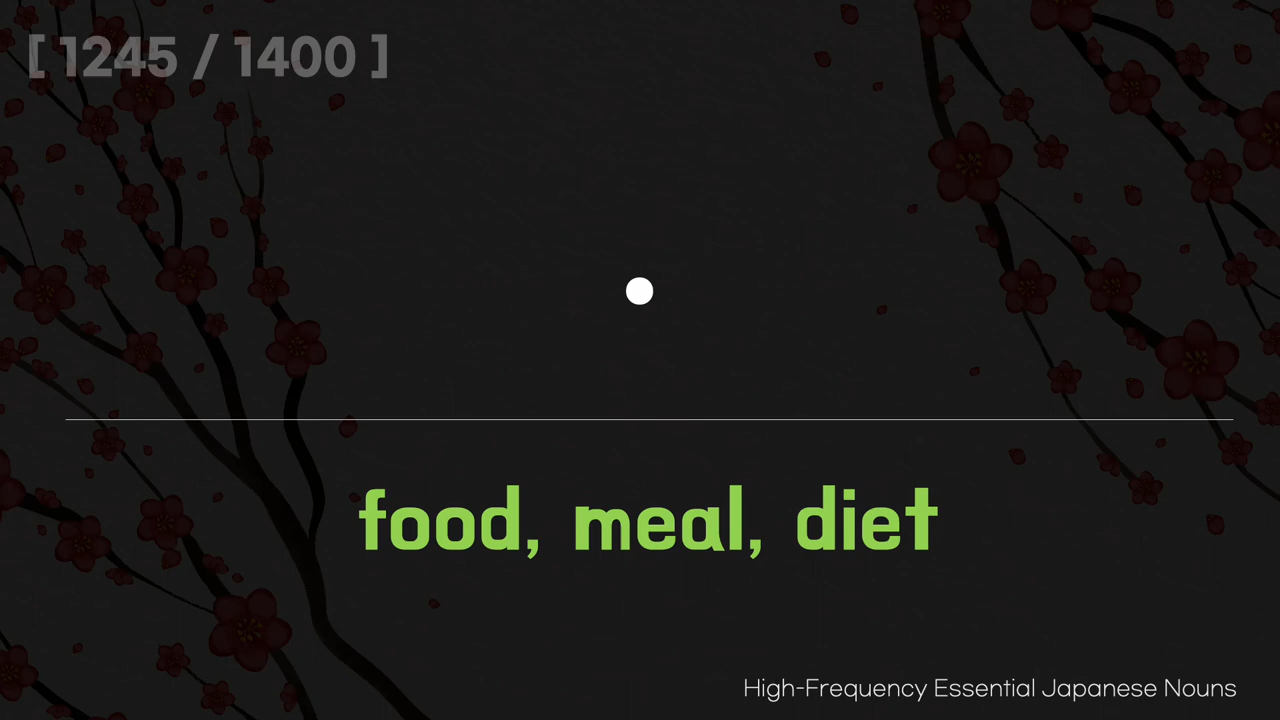 [ 1245 / 1400 ]
food, meal, diet
High-Frequency Essential Japanese Nouns